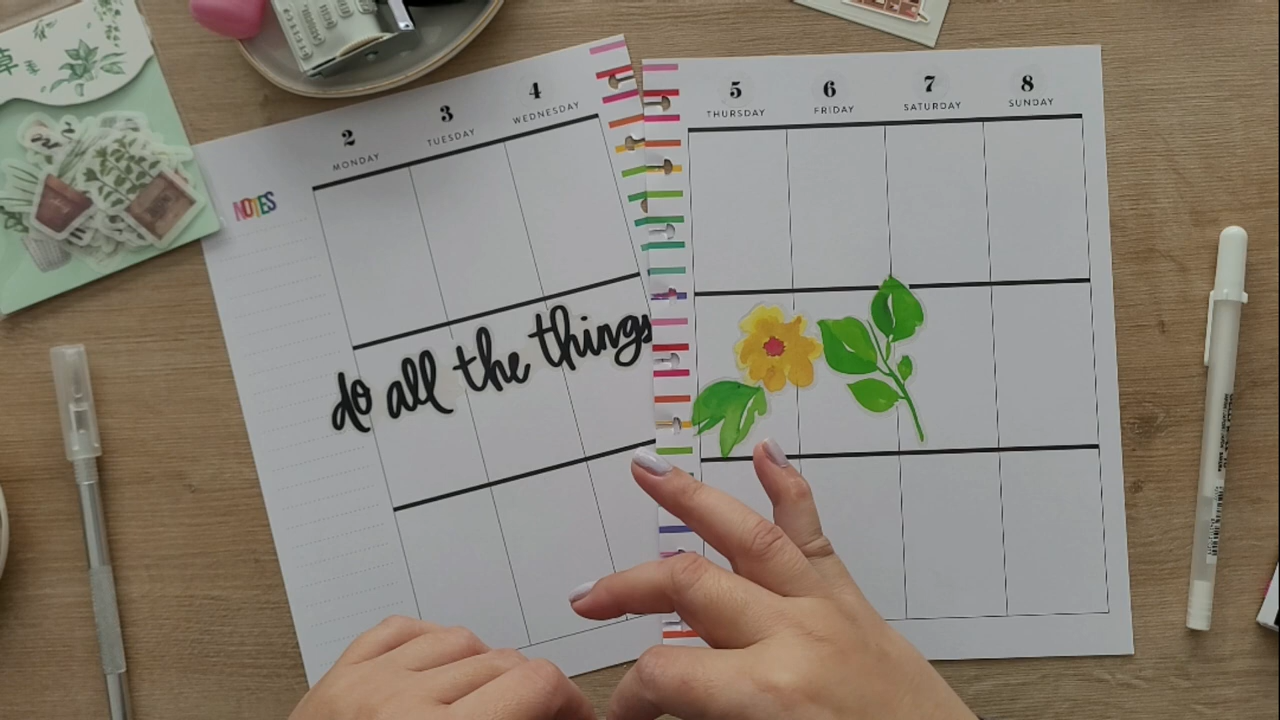 2
MONDAY
3
TUESDAY
4
WEDNESDAY
5
THURSDAY
6
FRIDAY
7
SATURDAY
8
SUNDAY
NOTES
do all the things
草